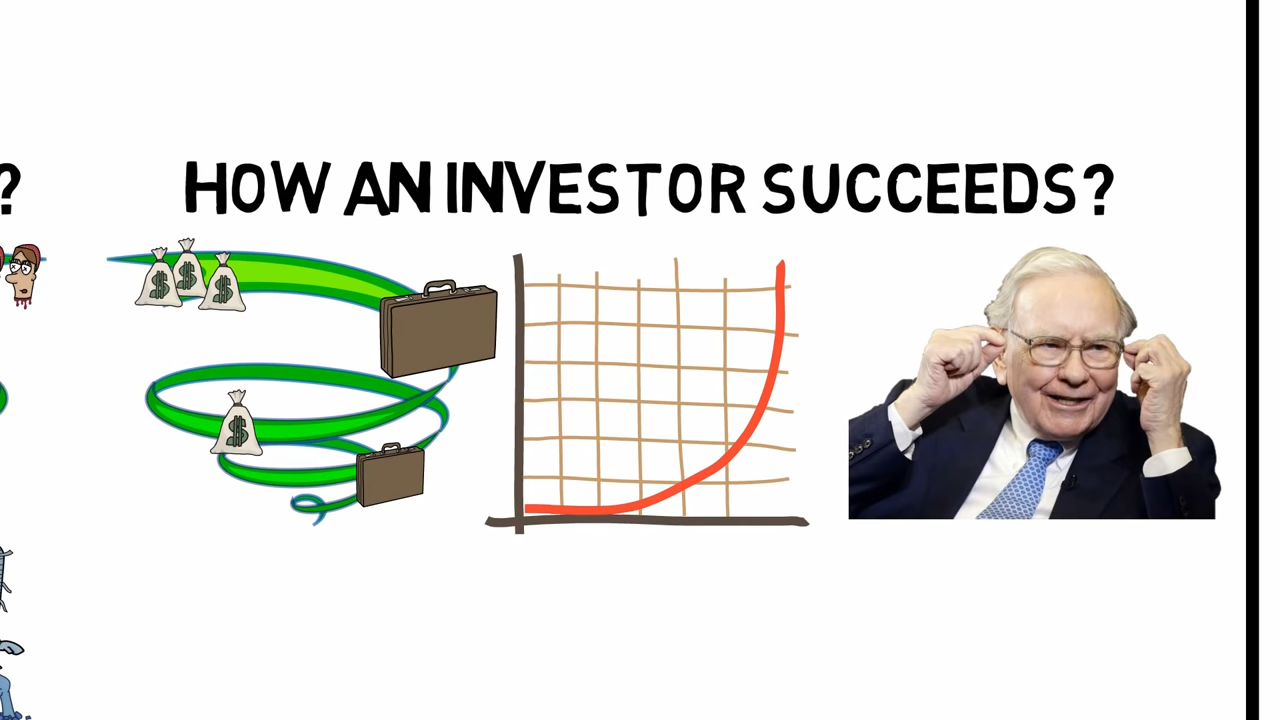 ?
HOW AN INVESTOR SUCCEEDS?
$ $ $
$